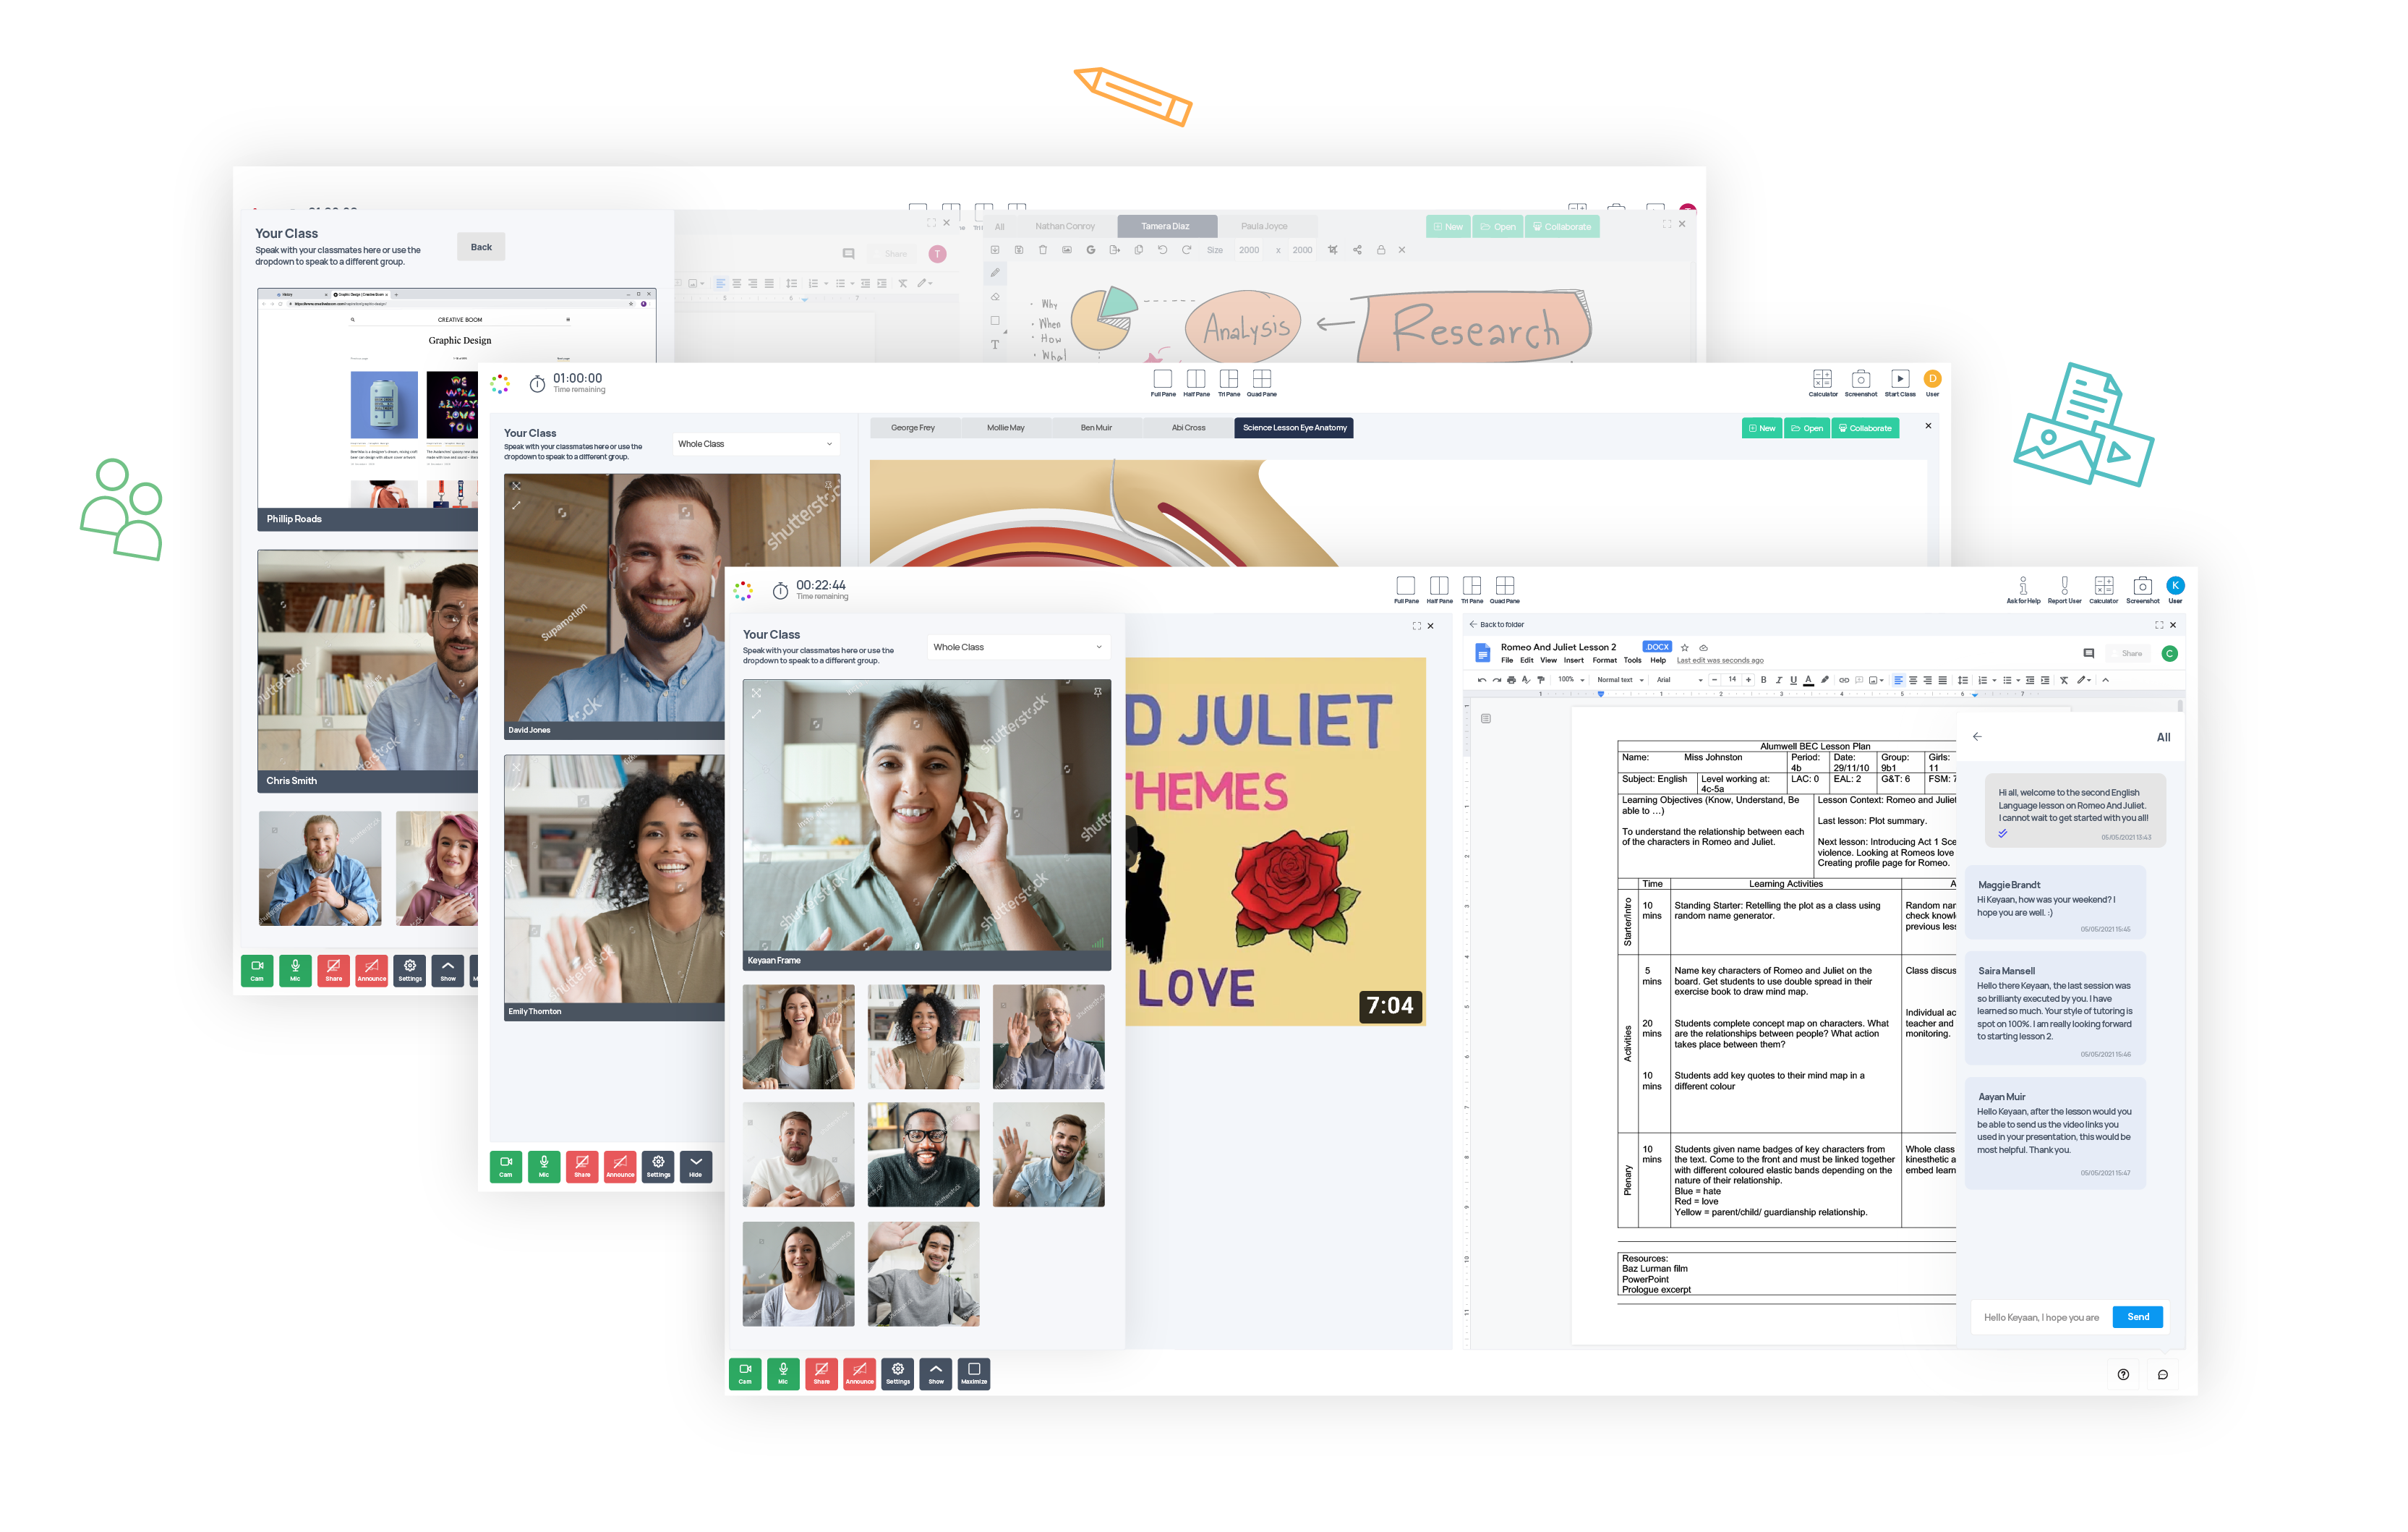 Your Class
Speak with your classmates here or use the
dropdown to speak to a different group.
Back
CREATIVE BOOM
Graphic Design
Phillip Roads
Chris Smith
Cam
Mic
Share
Announce
Settings
Show
Share
T
All
Nathan Conroy
Tamera Diaz
Paula Joyce
New
Open
Collaborate
Size
2000
x
2000
Why
When
How
What
Analysis
Research
01:00:00
Time remaining
Full Pane
Half Pane
Tri Pane
Quad Pane
Calculator
Screenshot
Start Class
D
User
Your Class
Speak with your classmates here or use the
dropdown to speak to a different group.
Whole Class
George Frey
Mollie May
Ben Muir
Abi Cross
Science Lesson Eye Anatomy
New
Open
Collaborate
shutterstock
Supamotion
David Jones
Emily Thornton
Cam
Mic
Share
Announce
Settings
Hide
00:22:44
Time remaining
Full Pane
Half Pane
Tri Pane
Quad Pane
Ask for Help
Report User
Calculator
Screenshot
K
User
Your Class
Speak with your classmates here or use the
dropdown to speak to a different group.
Whole Class
shutterstock
Keyaan Frame
Cam
Mic
Share
Announce
Settings
Show
Maximize
D JULIET
HEMES
LOVE
7:04
Back to folder
Romeo And Juliet Lesson 2
.DOCX
File Edit View Insert Format Tools Help Last edit was seconds ago
Share
C
100% Normal text Arial 14 B I U A
Alumwell BEC Lesson Plan
Name: Miss Johnston
Period:
4b
Date:
29/11/10
Group:
9b1
Girls:
11
Subject: English
Level working at:
4c-5a
LAC: 0
EAL: 2
G&T: 6
FSM: 7
Learning Objectives (Know, Understand, Be
able to ...)
To understand the relationship between each
of the characters in Romeo and Juliet.
Lesson Context: Romeo and Juliet
Last lesson: Plot summary.
Next lesson: Introducing Act 1 Sce
violence. Looking at Romeos love
Creating profile page for Romeo.
Time
Learning Activities
A
Starter/Intro
10
mins
Standing Starter: Retelling the plot as a class using
random name generator.
Random nar
check knowl
previous less
Activities
5
mins
Name key characters of Romeo and Juliet on the
board. Get students to use double spread in their
exercise book to draw mind map.
Class discus
20
mins
Students complete concept map on characters. What
are the relationships between people? What action
takes place between them?
Individual ac
teacher and
monitoring.
10
mins
Students add key quotes to their mind map in a
different colour
Plenary
10
mins
Students given name badges of key characters from
the text. Come to the front and must be linked together
with different coloured elastic bands depending on the
nature of their relationship.
Blue = hate
Red = love
Yellow = parent/child/ guardianship relationship.
Whole class
kinesthetic a
embed learn
Resources:
Baz Lurman film
PowerPoint
Prologue excerpt
All
Hi all, welcome to the second English
Language lesson on Romeo And Juliet.
I cannot wait to get started with you all!
05/05/2021 13:43
Maggie Brandt
Hi Keyaan, how was your weekend? I
hope you are well. :)
05/05/2021 15:45
Saira Mansell
Hello there Keyaan, the last session was
so brillianty executed by you. I have
learned so much. Your style of tutoring is
spot on 100%. I am really looking forward
to starting lesson 2.
05/05/2021 15:46
Aayan Muir
Hello Keyaan, after the lesson would you
be able to send us the video links you
used in your presentation, this would be
most helpful. Thank you.
05/05/2021 15:47
Hello Keyaan, I hope you are
Send